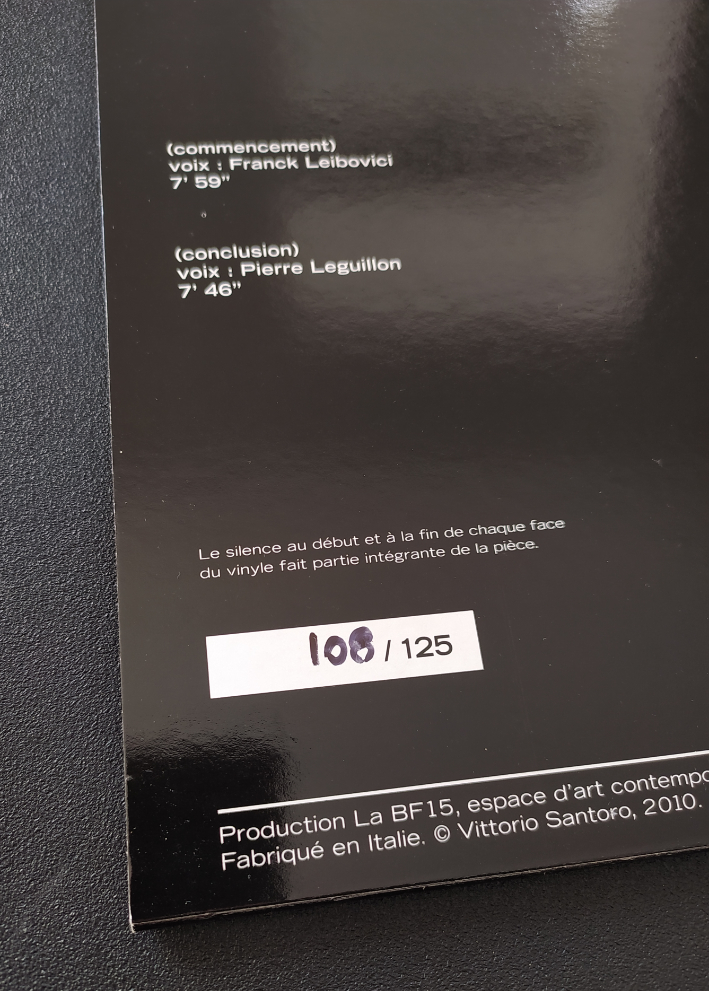 (commencement)
voix : Franck Leibovici
7' 59"
(conclusion)
voix : Pierre Leguillon
7' 46"
Le silence au début et à la fin de chaque face
du vinyle fait partie intégrante de la pièce.
108 / 125
Production La BF15, espace d'art contempo
Fabriqué en Italie. © Vittorio Santoro, 2010.